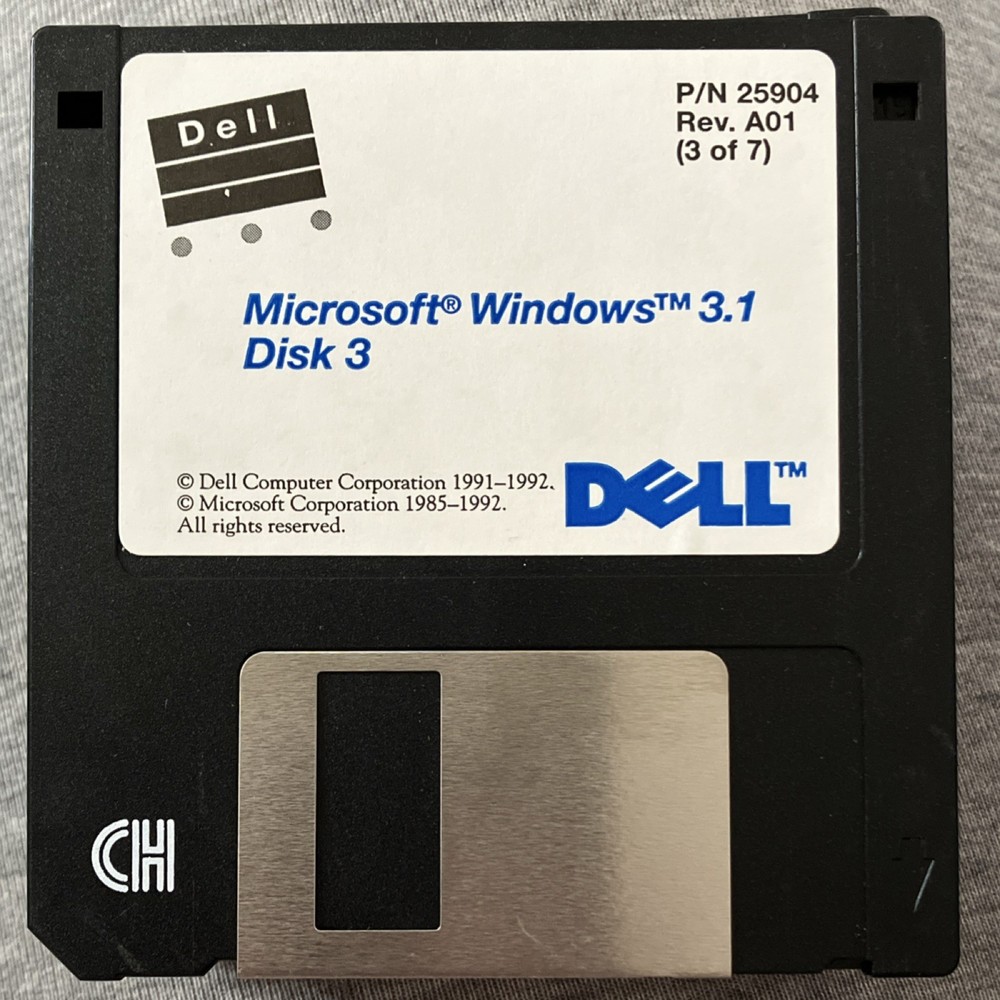 Dell
P/N 25904
Rev. A01
(3 of 7)
Microsoft® Windows™ 3.1
Disk 3
© Dell Computer Corporation 1991–1992.
© Microsoft Corporation 1985–1992.
All rights reserved.
DELL™
CH